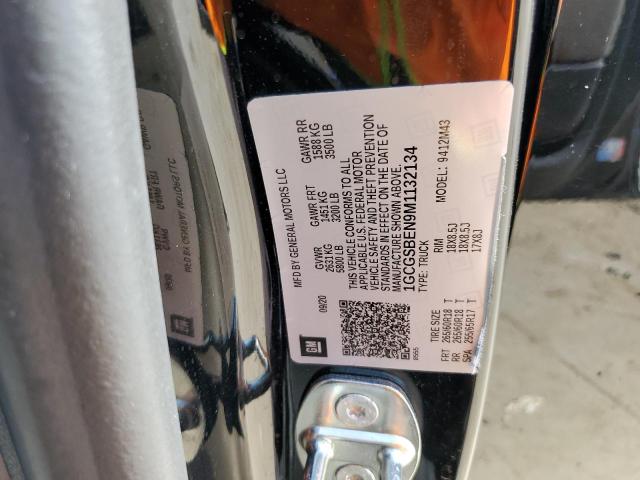 MFD BY GENERAL MOTORS LLC
09/20
GVWR
2631 KG
5800 LB
GAWR FRT
1451 KG
3200 LB
GAWR RR
1588 KG
3500 LB
THIS VEHICLE CONFORMS TO ALL
APPLICABLE U.S. FEDERAL MOTOR
VEHICLE SAFETY AND THEFT PREVENTION
STANDARDS IN EFFECT ON THE DATE OF
MANUFACTURE SHOWN ABOVE.
1GCGSBEN9M1132134
TYPE: TRUCK
MODEL: 9412M43
TIRE SIZE
RIM
FRT 265/60R18 T 18X8.5J
RR 265/60R18 T 18X8.5J
SPA 255/65R17 T 17X8J
GM